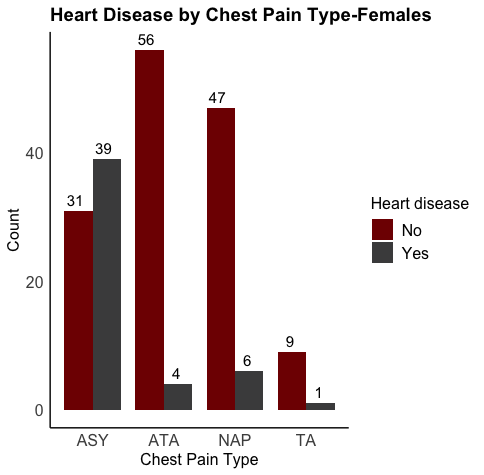 Heart Disease by Chest Pain Type-Females
56
47
39
31
9
6
4
1
40
20
0
Count
ASY ATA NAP TA
Chest Pain Type
Heart disease
No
Yes